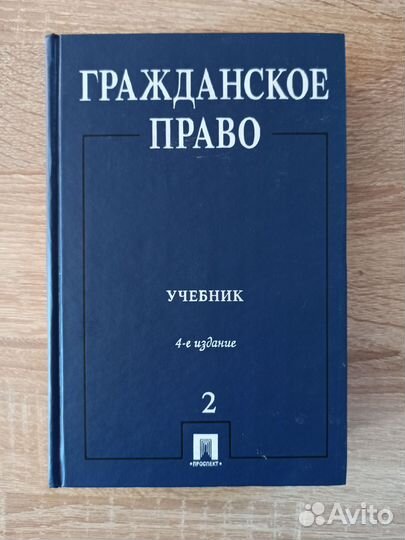 ГРАЖДАНСКОЕ
ПРАВО
УЧЕБНИК
4-е издание
2
•ПРОСПЕКТ•
Avito